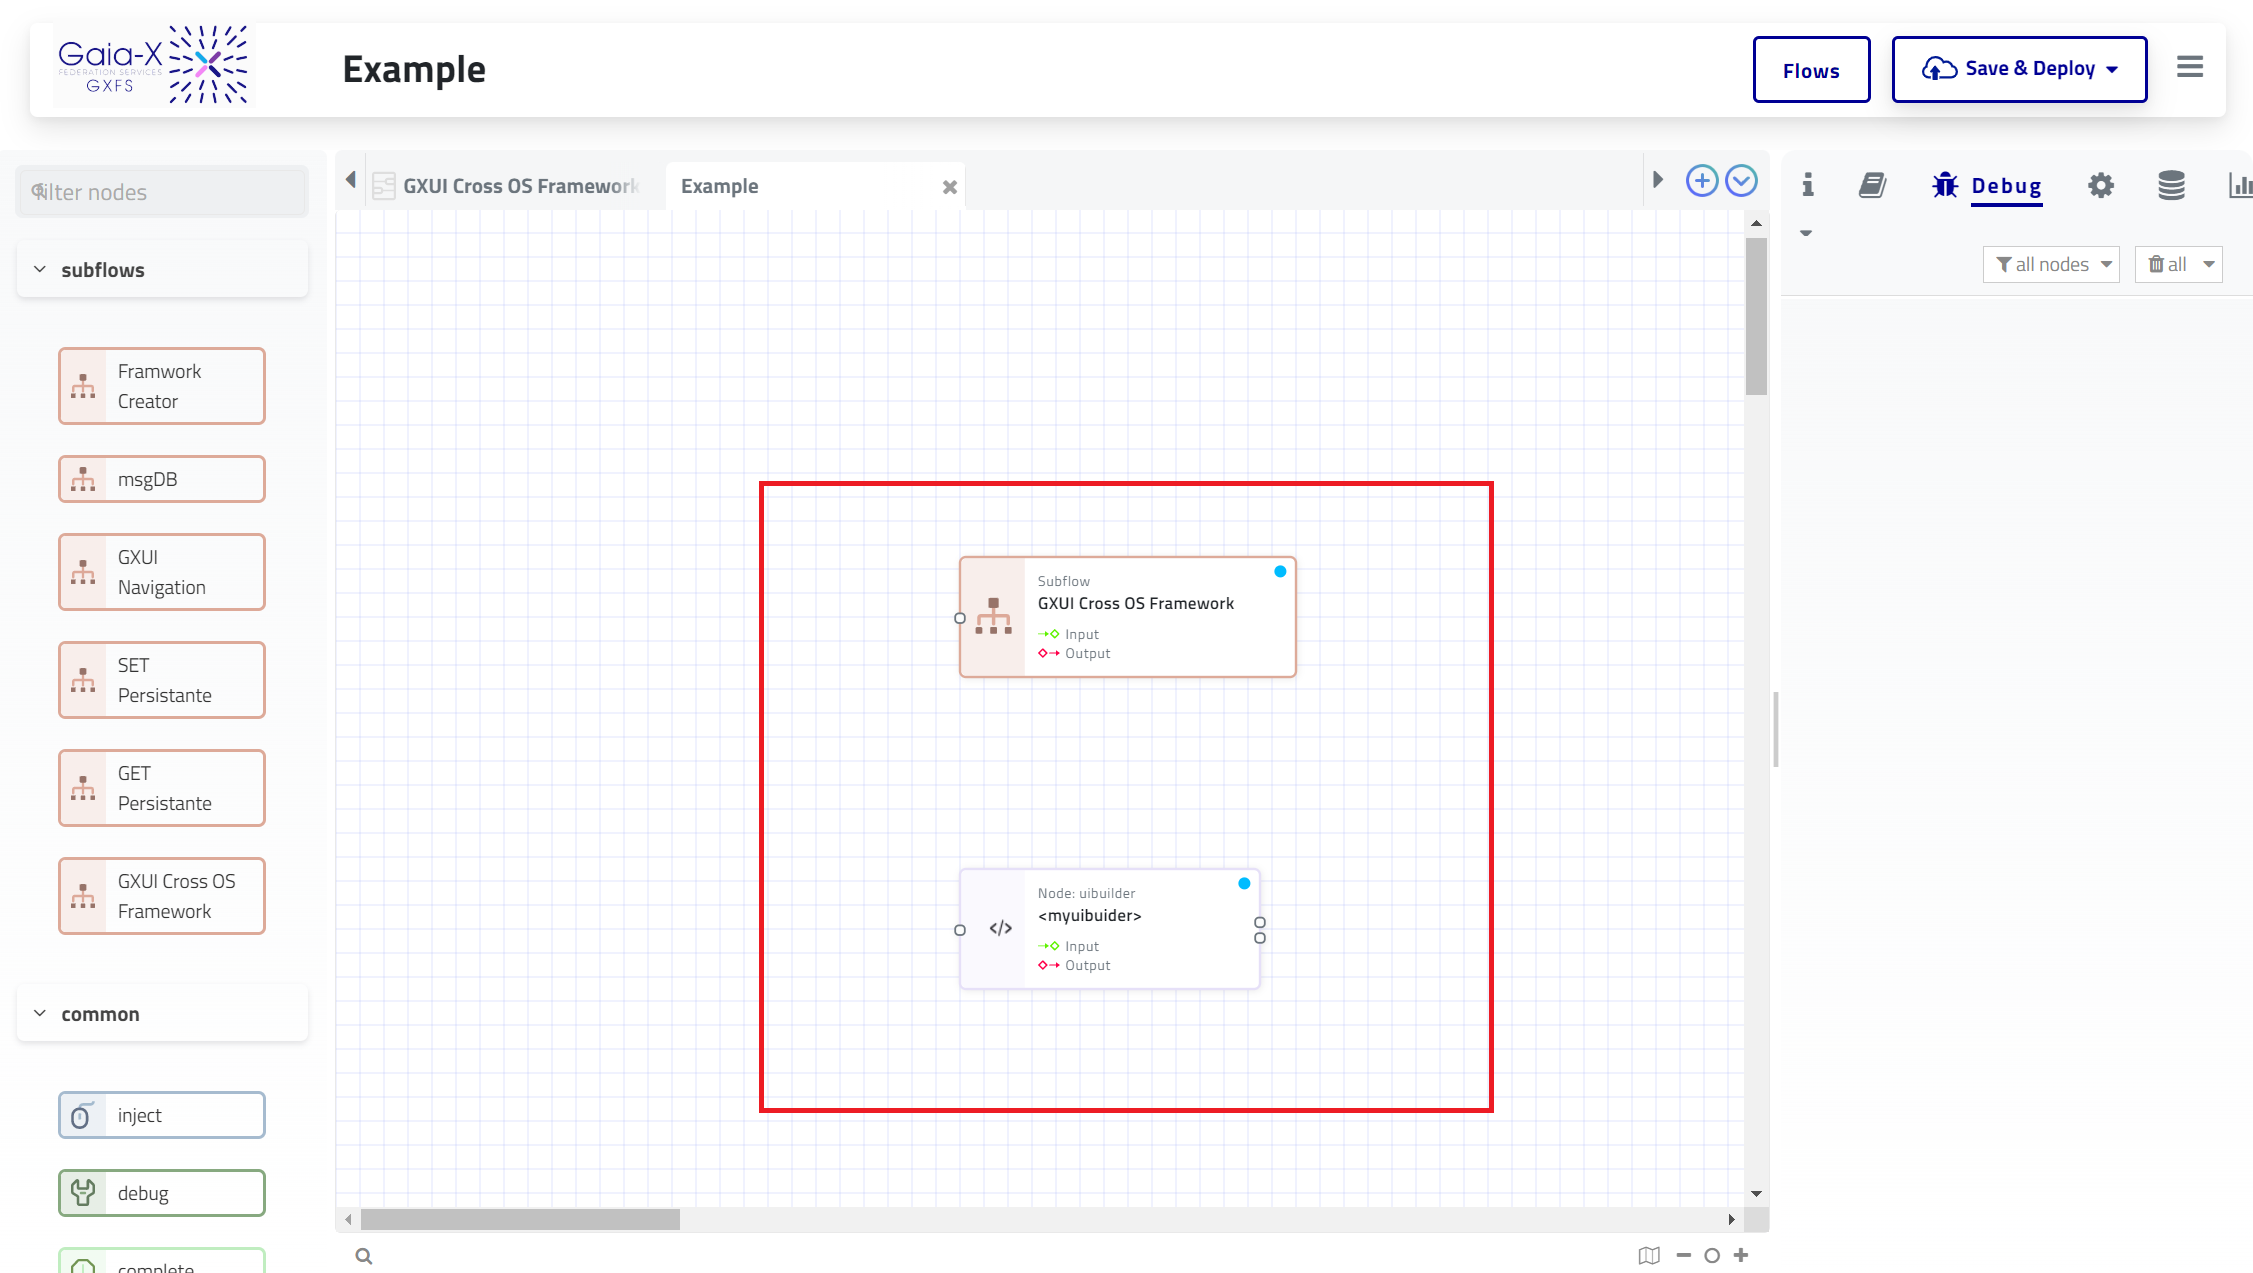 Gaia-X
FEDERATION SERVICES
GXFS
Example
Flows
Save & Deploy
filter nodes
GXUI Cross OS Framework
Example
Debug
all nodes
all
subflows
Framwork
Creator
msgDB
GXUI
Navigation
SET
Persistante
GET
Persistante
GXUI Cross OS
Framework
common
inject
debug
complete
Subflow
GXUI Cross OS Framework
Input
Output
Node: uibuilder
<myuibuider>
Input
Output